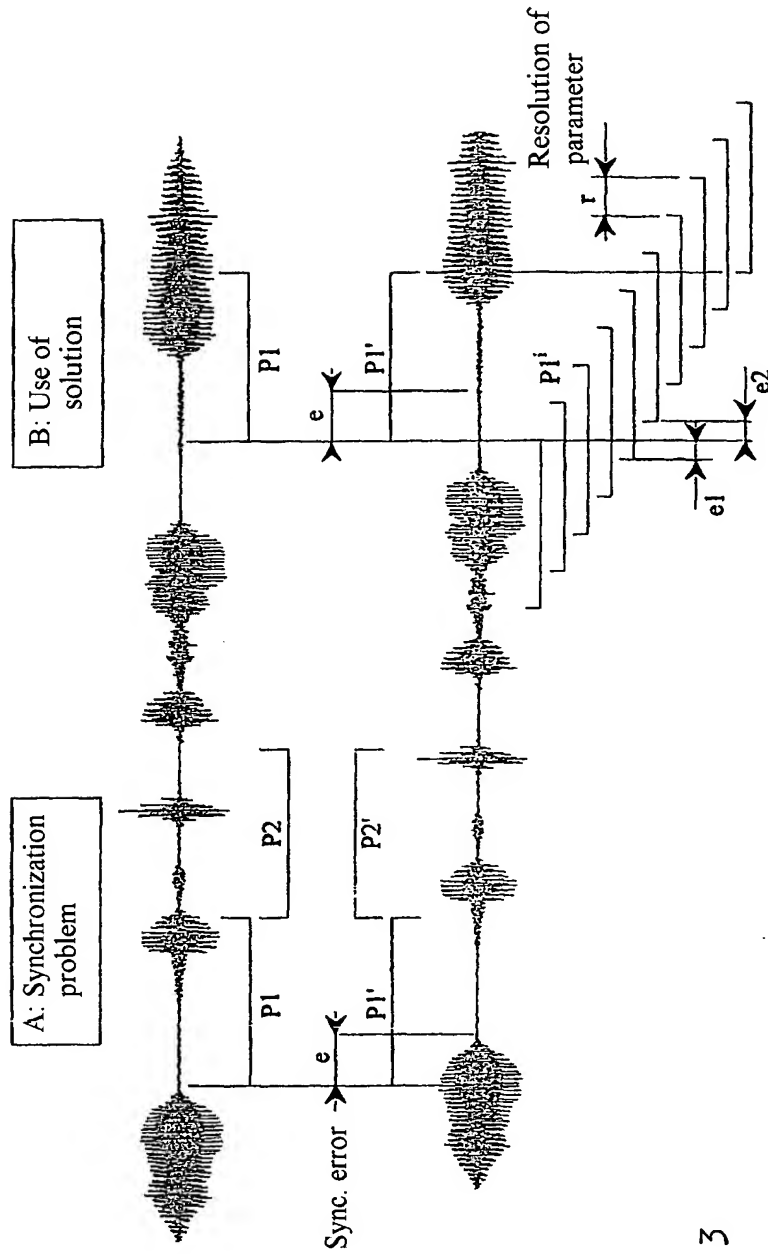 A: Synchronization
problem
B: Use of
solution
P1
P2
P1
Sync. error
e
e
P1'
P2'
P1'
P1i
Resolution of
parameter
r
e1
e2
3